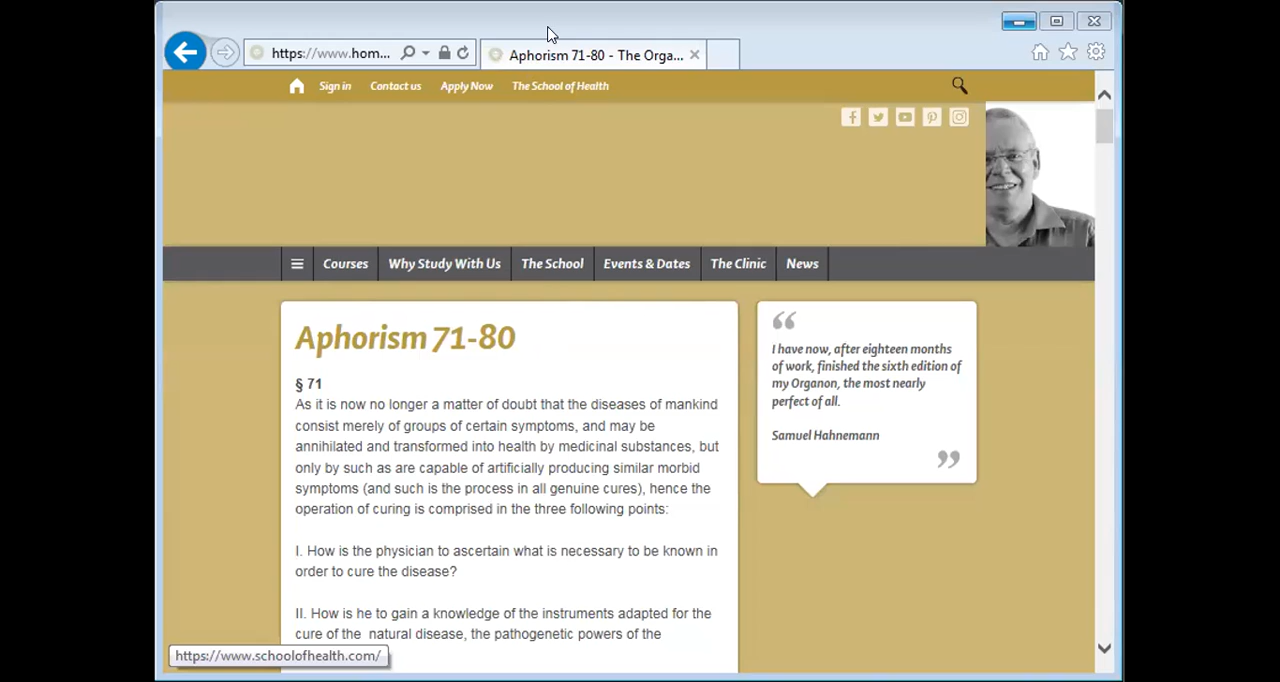 https://www.hom...
Aphorism 71-80 - The Orga...
Sign in
Contact us
Apply Now
The School of Health
Courses
Why Study With Us
The School
Events & Dates
The Clinic
News
Aphorism 71-80
§ 71
As it is now no longer a matter of doubt that the diseases of mankind
consist merely of groups of certain symptoms, and may be
annihilated and transformed into health by medicinal substances, but
only by such as are capable of artificially producing similar morbid
symptoms (and such is the process in all genuine cures), hence the
operation of curing is comprised in the three following points:
I. How is the physician to ascertain what is necessary to be known in
order to cure the disease?
II. How is he to gain a knowledge of the instruments adapted for the
cure of the natural disease, the pathogenetic powers of the
“
I have now, after eighteen months
of work, finished the sixth edition of
my Organon, the most nearly
perfect of all.
Samuel Hahnemann
”
https://www.schoolofhealth.com/